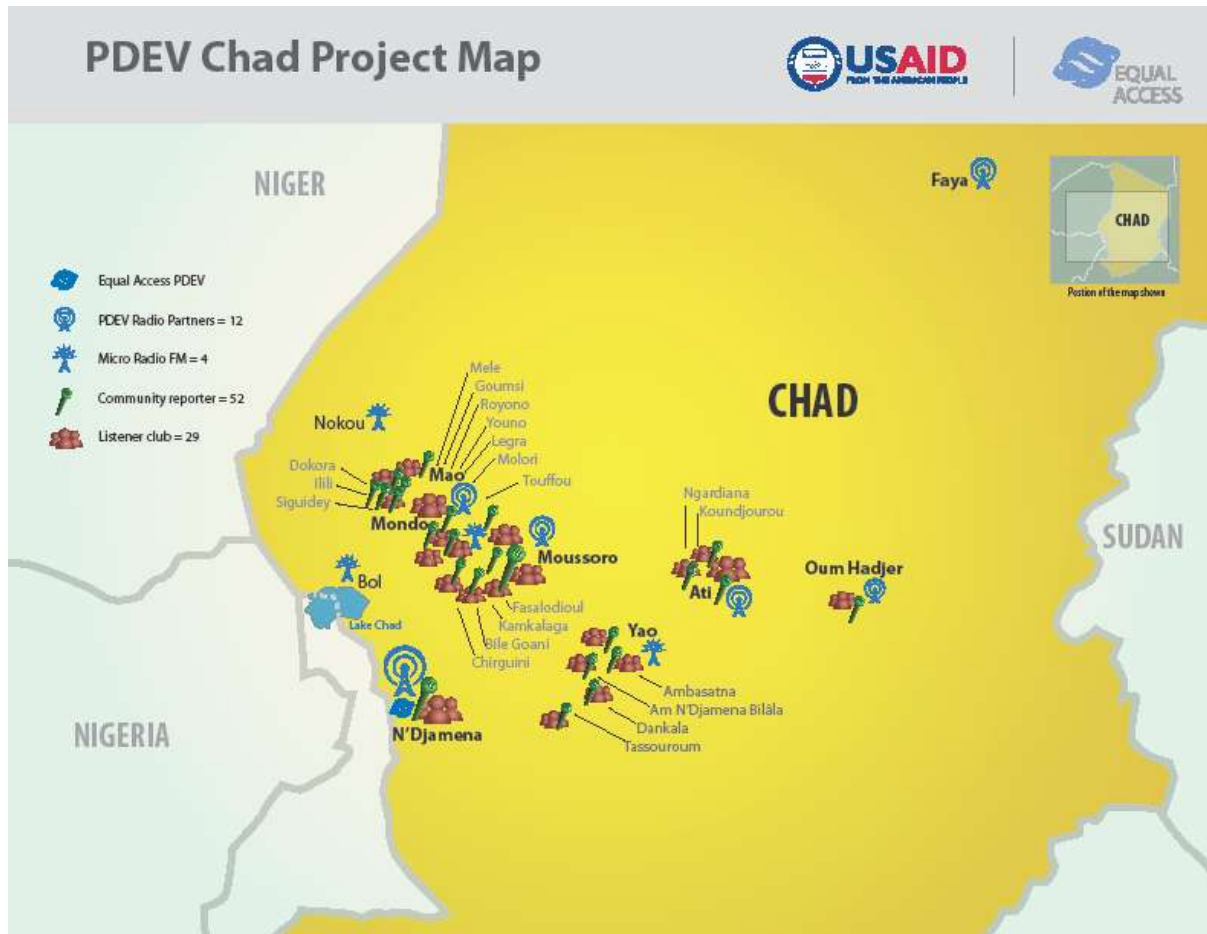 PDEV Chad Project Map
USAID
FROM THE AMERICAN PEOPLE
EQUAL
ACCESS
NIGER
Faya
CHAD
Postion of the map shown
Equal Access PDEV
PDEV Radio Partners = 12
Micro Radio FM = 4
Community reporter = 52
Listener club = 29
CHAD
Mele
Goumsi
Royono
Youno
Legra
Molori
Touffou
Nokou
Dokora
Ilili
Siguidey
Mao
Mondo
Moussoro
Ngardiana
Koundjourou
Ati
Oum Hadjer
SUDAN
Bol
Lake Chad
Fasalodioul
Kamkalaga
Bile Goani
Chirguini
Yao
Ambasatna
Am N'Djamena Bilâla
Dankala
Tassouroum
N'Djamena
NIGERIA